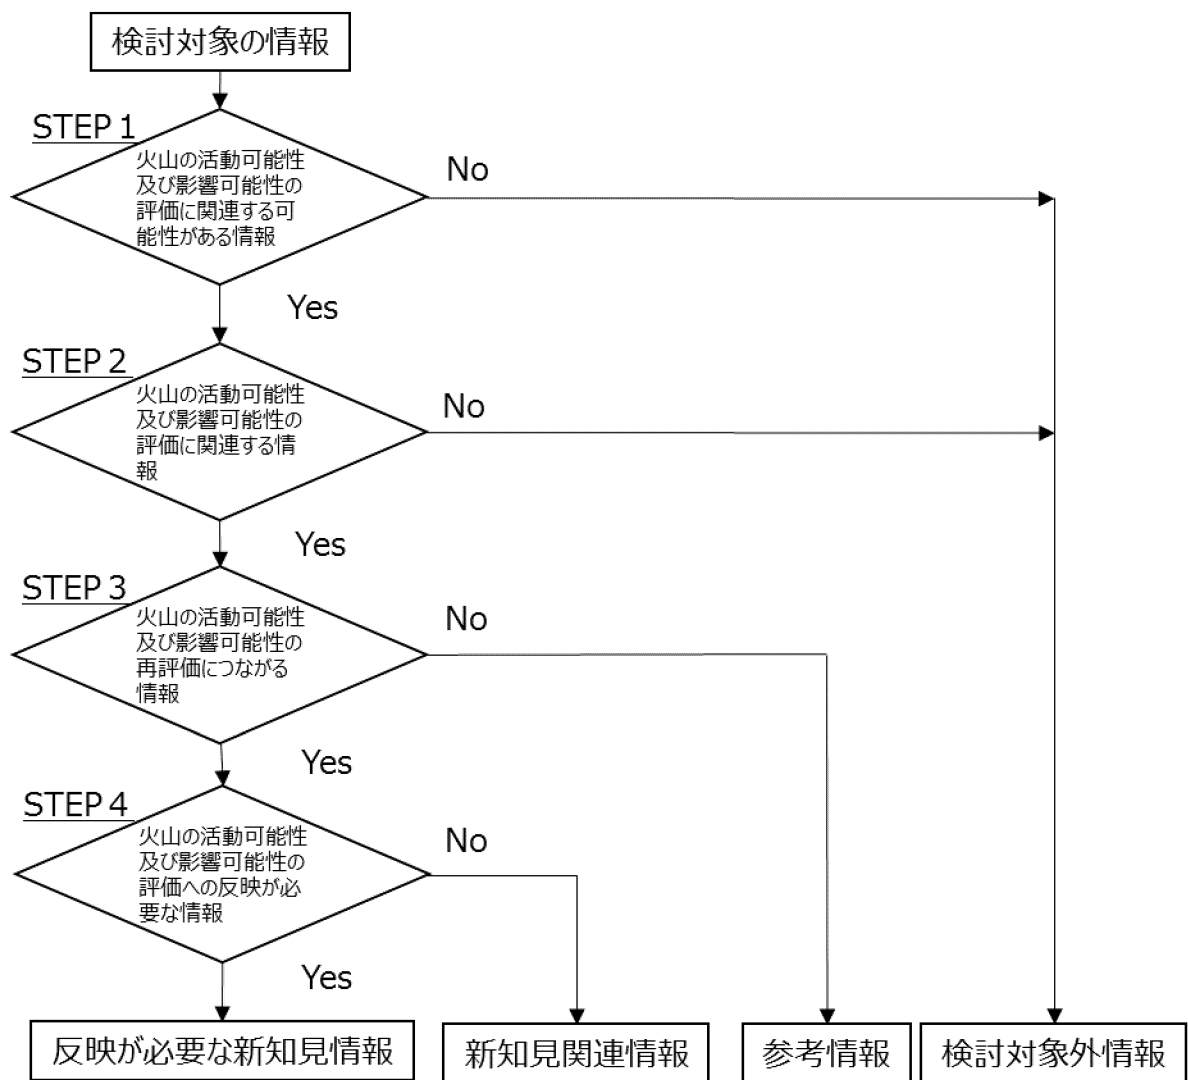 検討対象の情報
STEP 1
火山の活動可能性
及び影響可能性の
評価に関連する可
能性がある情報
No
Yes
STEP 2
火山の活動可能性
及び影響可能性の
評価に関連する情
報
No
Yes
STEP 3
火山の活動可能性
及び影響可能性の
再評価につながる
情報
No
Yes
STEP 4
火山の活動可能性
及び影響可能性の
評価への反映が必
要な情報
No
Yes
反映が必要な新知見情報
新知見関連情報
参考情報
検討対象外情報